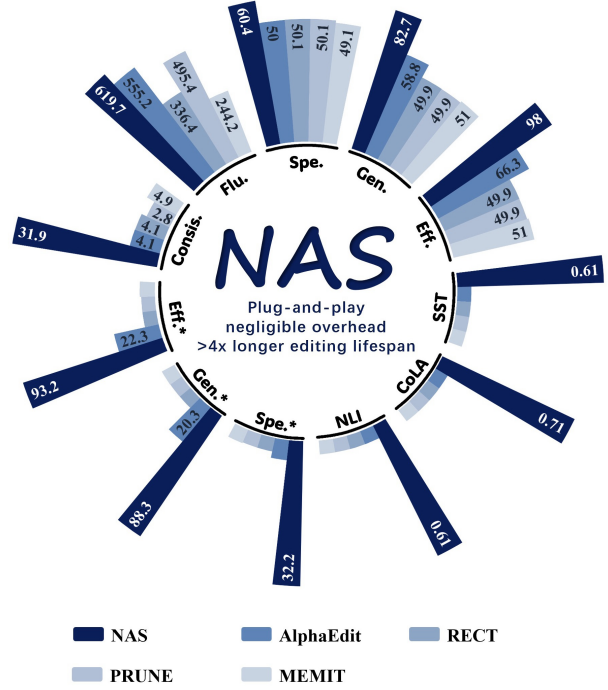 60.4
50
50.1
50.1
49.1
Spe.
82.7
58.8
49.9
49.9
51
Gen.
98
66.3
49.9
49.9
51
Eff.
0.61
SST
0.71
CoLA
0.61
NLI
32.2
Spe.*
88.3
20.3
Gen.*
93.2
22.3
Eff.*
31.9
4.1
4.1
2.8
4.9
Consis.
619.7
555.2
336.4
495.4
244.2
Flu.
NAS
Plug-and-play
negligible overhead
>4x longer editing lifespan
NAS AlphaEdit RECT
PRUNE MEMIT